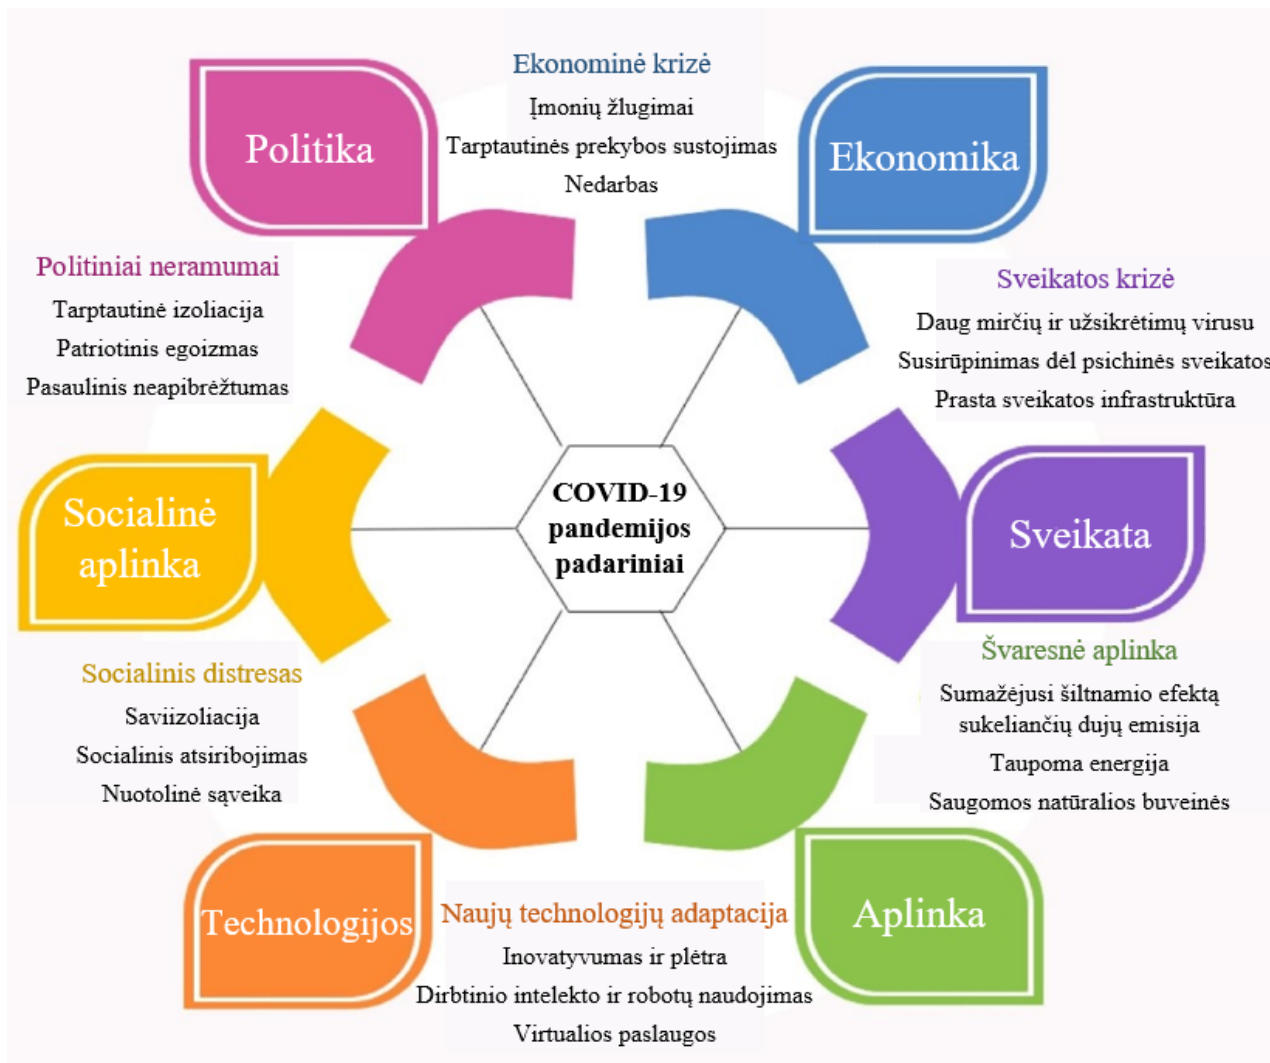 Politika
Ekonominė krizė
Įmonių žlugimai
Tarptautinės prekybos sustojimas
Nedarbas
Ekonomika
Politiniai neramumai
Tarptautinė izoliacija
Patriotinis egoizmas
Pasaulinis neapibrėžtumas
Sveikatos krizė
Daug mirčių ir užsikrėtimų virusu
Susirūpinimas dėl psichinės sveikatos
Prasta sveikatos infrastruktūra
Socialinė
aplinka
COVID-19
pandemijos
padariniai
Sveikata
Socialinis distresas
Saviizoliacija
Socialinis atsiribojimas
Nuotolinė sąveika
Švaresnė aplinka
Sumažėjusi šiltnamio efektą
sukeliančių dujų emisija
Taupoma energija
Saugomos natūralios buveinės
Technologijos
Naujų technologijų adaptacija
Inovatyvumas ir plėtra
Dirbtinio intelekto ir robotų naudojimas
Virtualios paslaugos
Aplinka